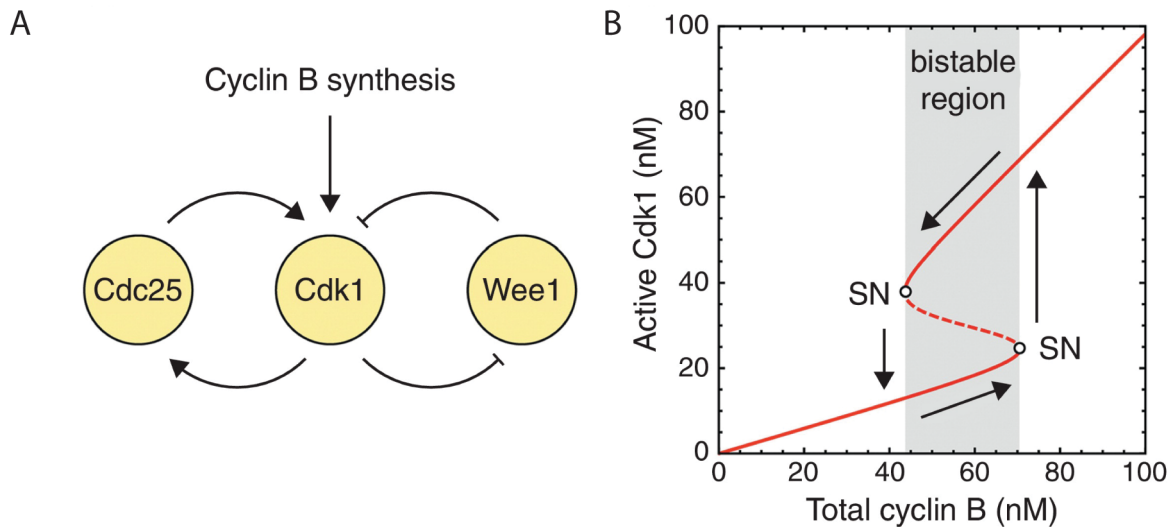 A
Cyclin B synthesis
Cdc25
Cdk1
Wee1
B
Active Cdk1 (nM)
100
80
60
40
20
0
bistable
region
SN
SN
0
20
40
60
80
100
Total cyclin B (nM)